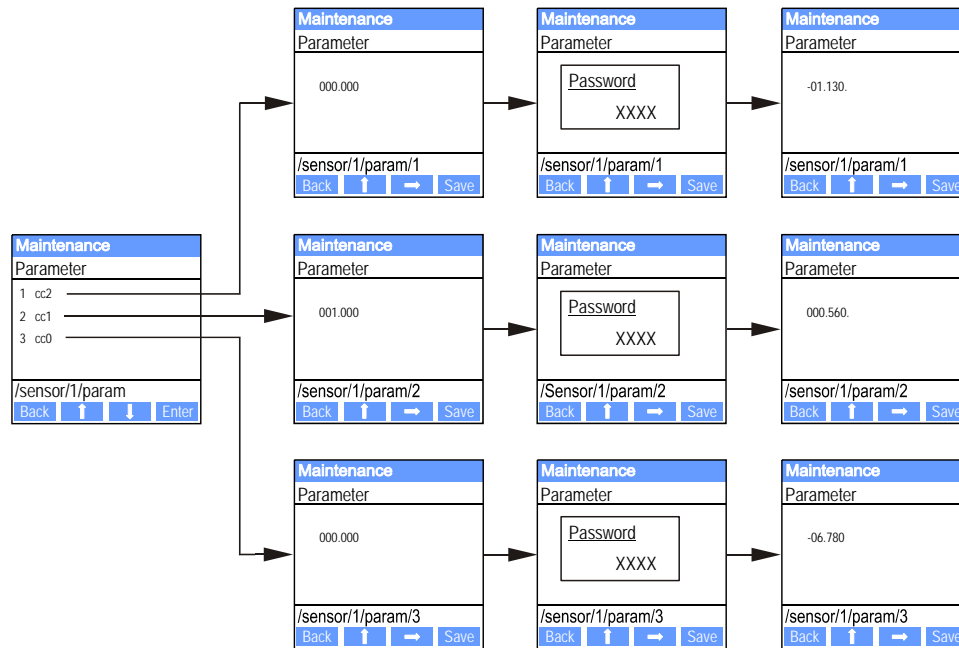 Maintenance
Parameter
000.000
/sensor/1/param/1
Back Save
Maintenance
Parameter
Password
XXXX
/sensor/1/param/1
Back Save
Maintenance
Parameter
-01.130.
/sensor/1/param/1
Back Save
Maintenance
Parameter
1 cc2
2 cc1
3 cc0
/sensor/1/param
Back Enter
Maintenance
Parameter
001.000
/sensor/1/param/2
Back Save
Maintenance
Parameter
Password
XXXX
/Sensor/1/param/2
Back Save
Maintenance
Parameter
000.560.
/sensor/1/param/2
Back Save
Maintenance
Parameter
000.000
/sensor/1/param/3
Back Save
Maintenance
Parameter
Password
XXXX
/sensor/1/param/3
Back Save
Maintenance
Parameter
-06.780
/sensor/1/param/3
Back Save